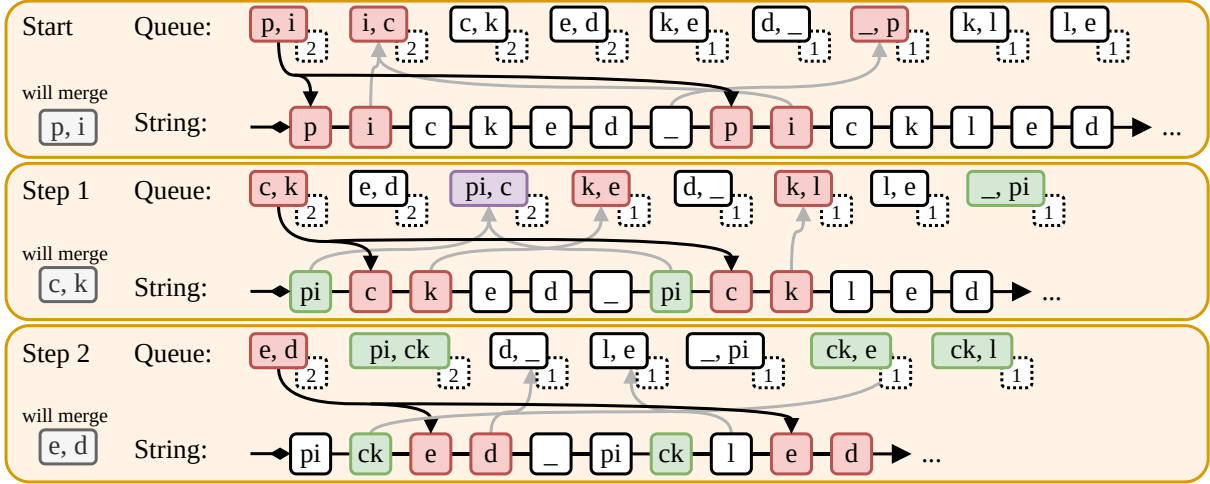 Start Queue: p, i i, c c, k e, d k, e d, _ _, p k, l l, e
2 2 2 2 1 1 1 1 1
will merge
p, i
String: p i c k e d _ p i c k l e d ...
Step 1 Queue: c, k e, d pi, c k, e d, _ k, l l, e _, pi
2 2 2 1 1 1 1 1
will merge
c, k
String: pi c k e d _ pi c k l e d ...
Step 2 Queue: e, d pi, ck d, _ l, e _, pi ck, e ck, l
2 2 1 1 1 1 1
will merge
e, d
String: pi ck e d _ pi ck l e d ...